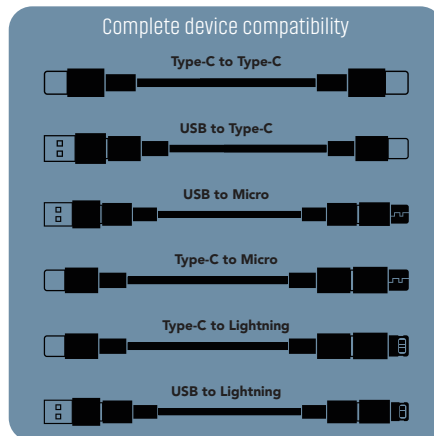 Complete device compatibility
Type-C to Type-C
USB to Type-C
USB to Micro
Type-C to Micro
Type-C to Lightning
USB to Lightning